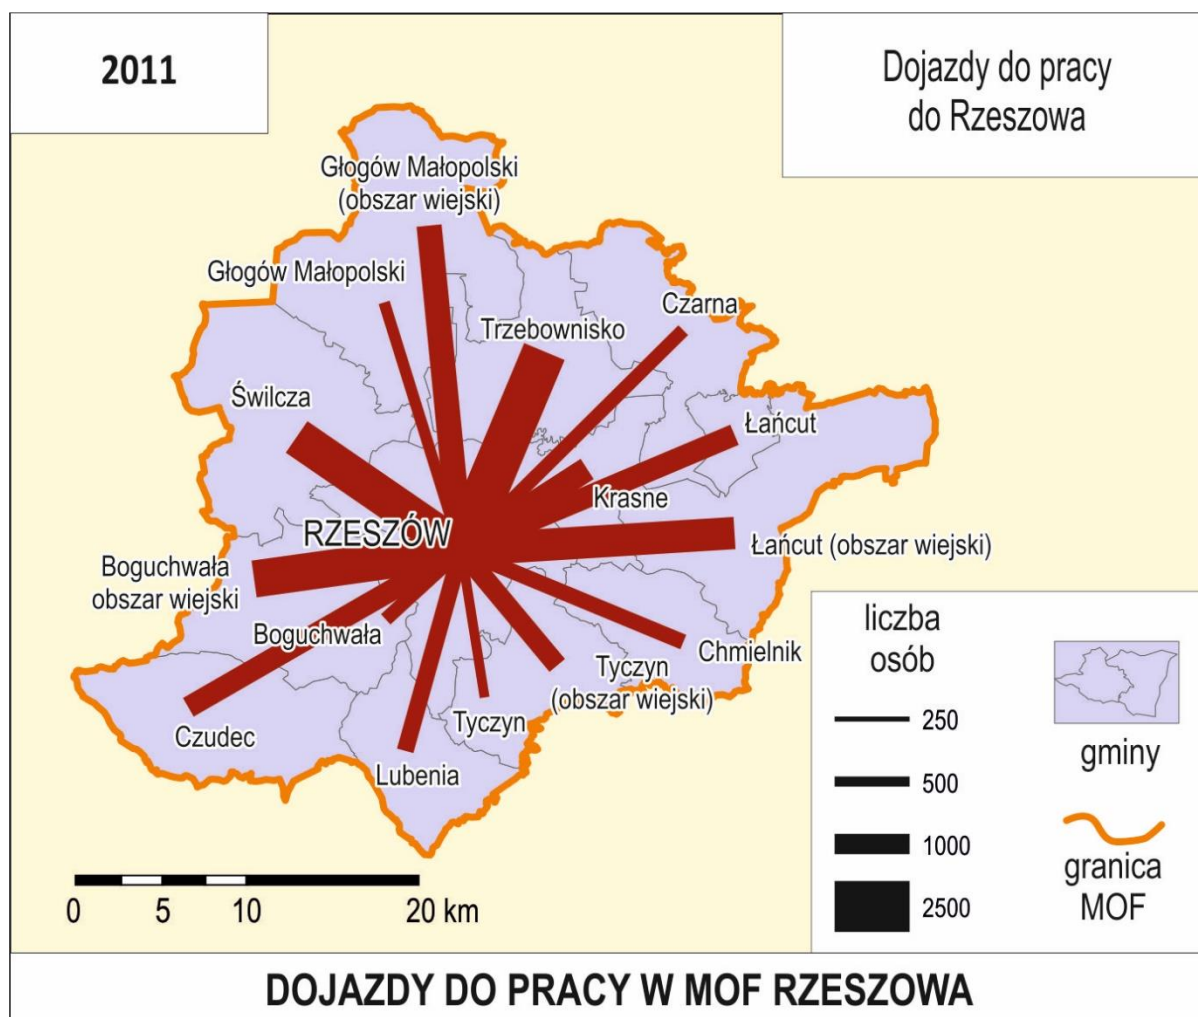 2011
Dojazdy do pracy
do Rzeszowa
Głogów Małopolski
(obszar wiejski)
Głogów Małopolski
Czarna
Trzebownisko
Świlcza
Łańcut
Krasne
RZESZÓW
Łańcut (obszar wiejski)
Boguchwała
obszar wiejski
Boguchwała
Chmielnik
Tyczyn
(obszar wiejski)
Tyczyn
Czudec
Lubenia
liczba
osób
250
500
1000
2500
gminy
granica
MOF
0 5 10 20 km
DOJAZDY DO PRACY W MOF RZESZOWA